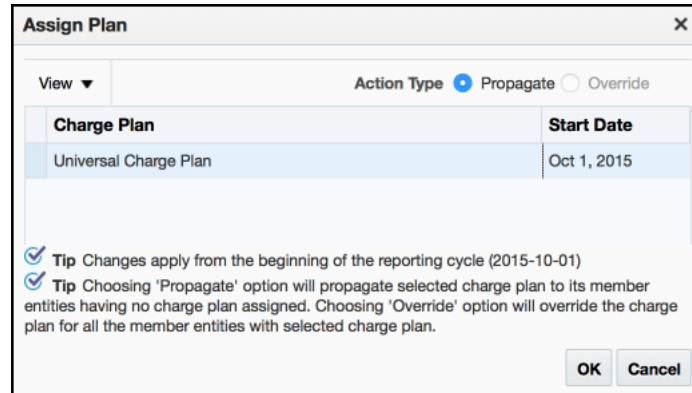 Assign Plan
View Action Type Propagate Override
Charge Plan Start Date
Universal Charge Plan Oct 1, 2015
Tip Changes apply from the beginning of the reporting cycle (2015-10-01)
Tip Choosing 'Propagate' option will propagate selected charge plan to its member
entities having no charge plan assigned. Choosing 'Override' option will override the charge
plan for all the member entities with selected charge plan.
OK Cancel